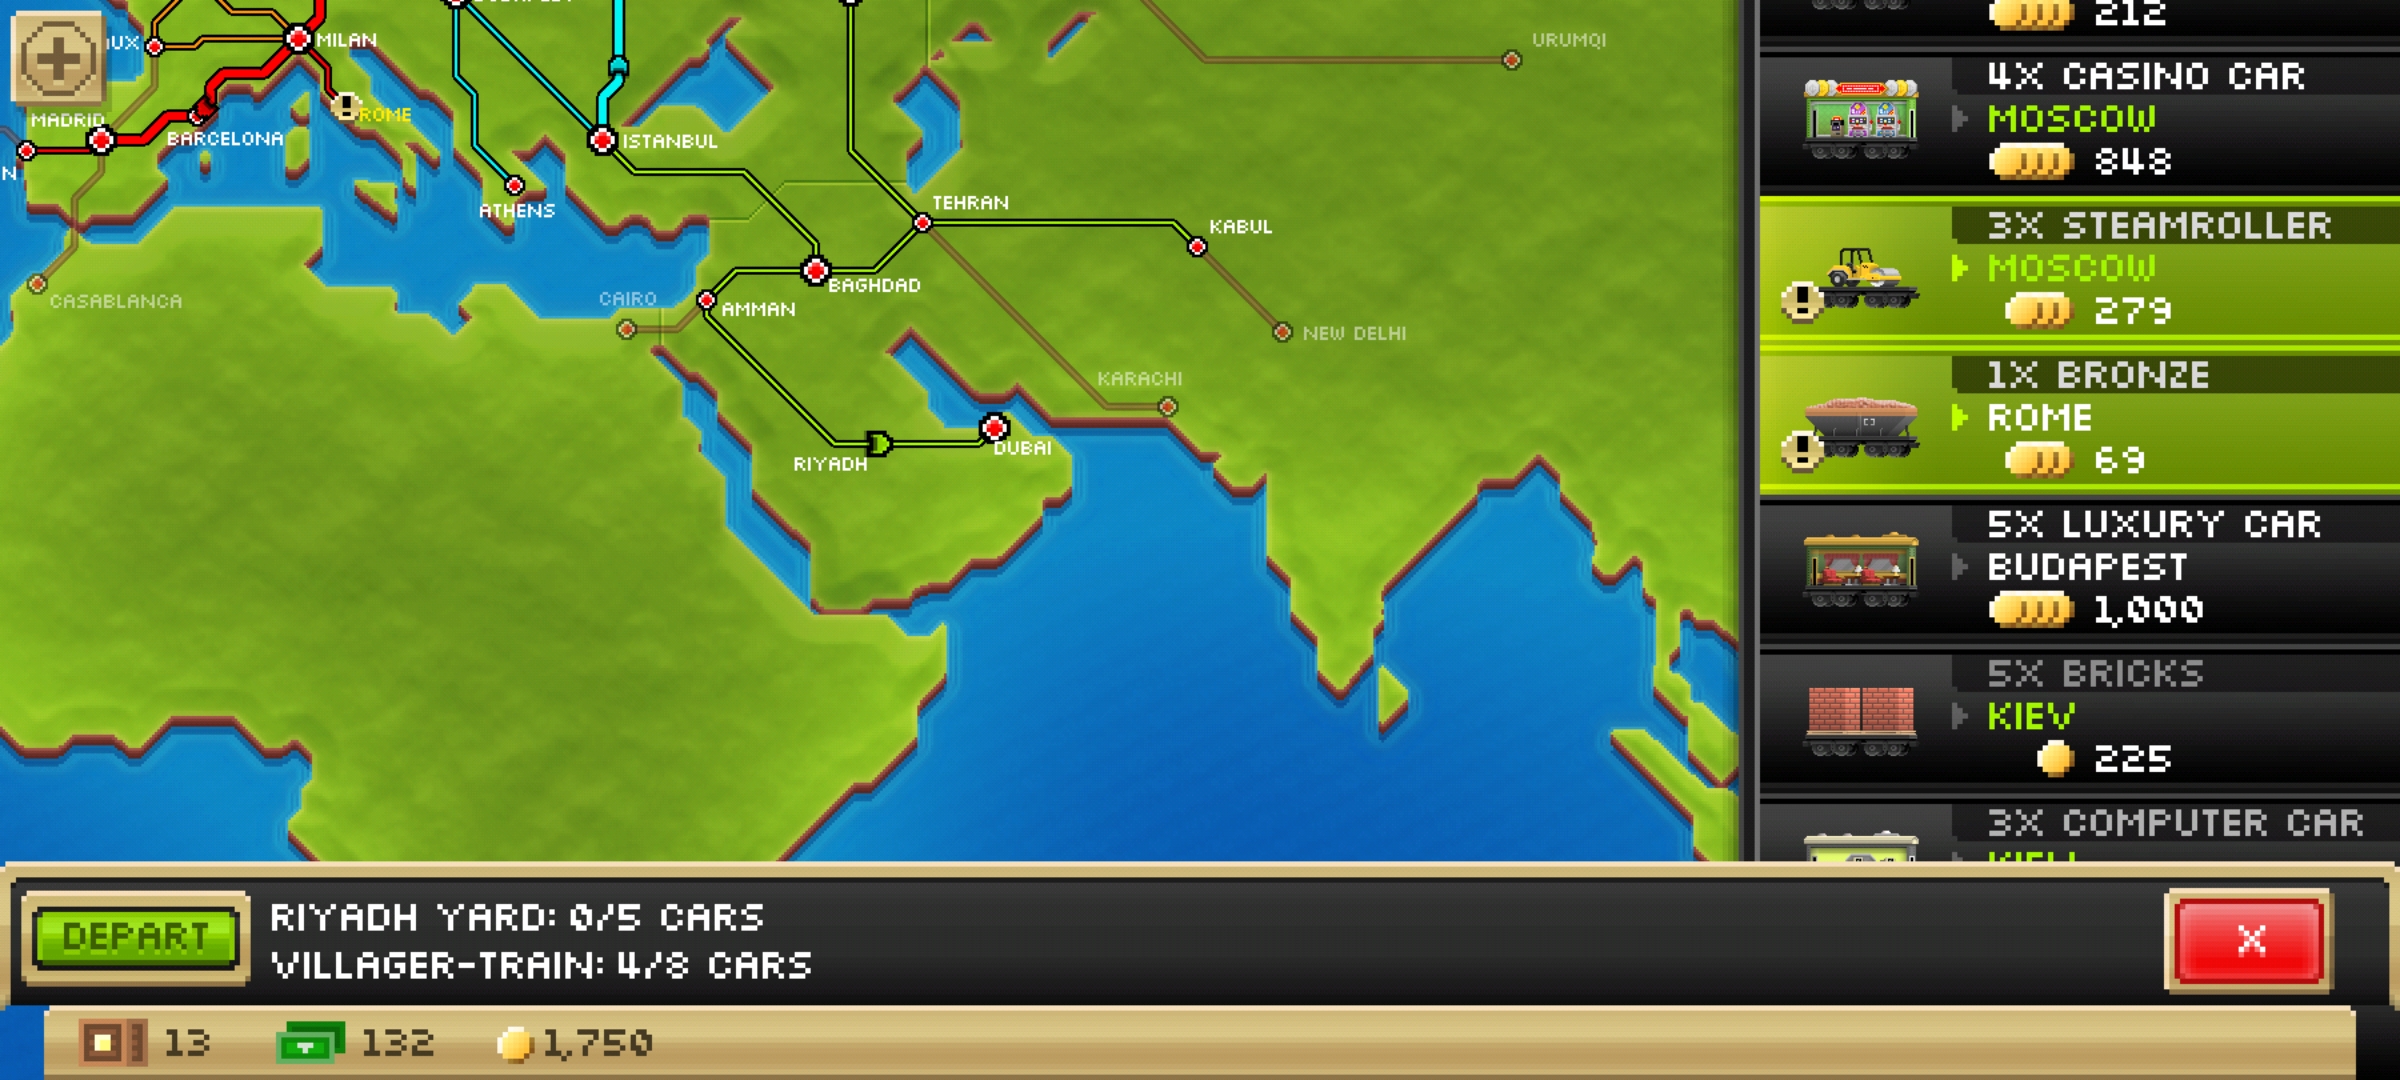 MILAN
ROME
MADRID
BARCELONA
ISTANBUL
ATHENS
URUMQI
TEHRAN
KABUL
CASABLANCA
CAIRO
AMMAN
BAGHDAD
NEW DELHI
KARACHI
RIYADH
DUBAI
212
4X CASINO CAR
MOSCOW
848
3X STEAMROLLER
MOSCOW
279
1X BRONZE
ROME
69
5X LUXURY CAR
BUDAPEST
1,000
5X BRICKS
KIEV
225
3X COMPUTER CAR
DEPART
RIYADH YARD: 0/5 CARS
VILLAGER-TRAIN: 4/8 CARS
X
13
132
1,750